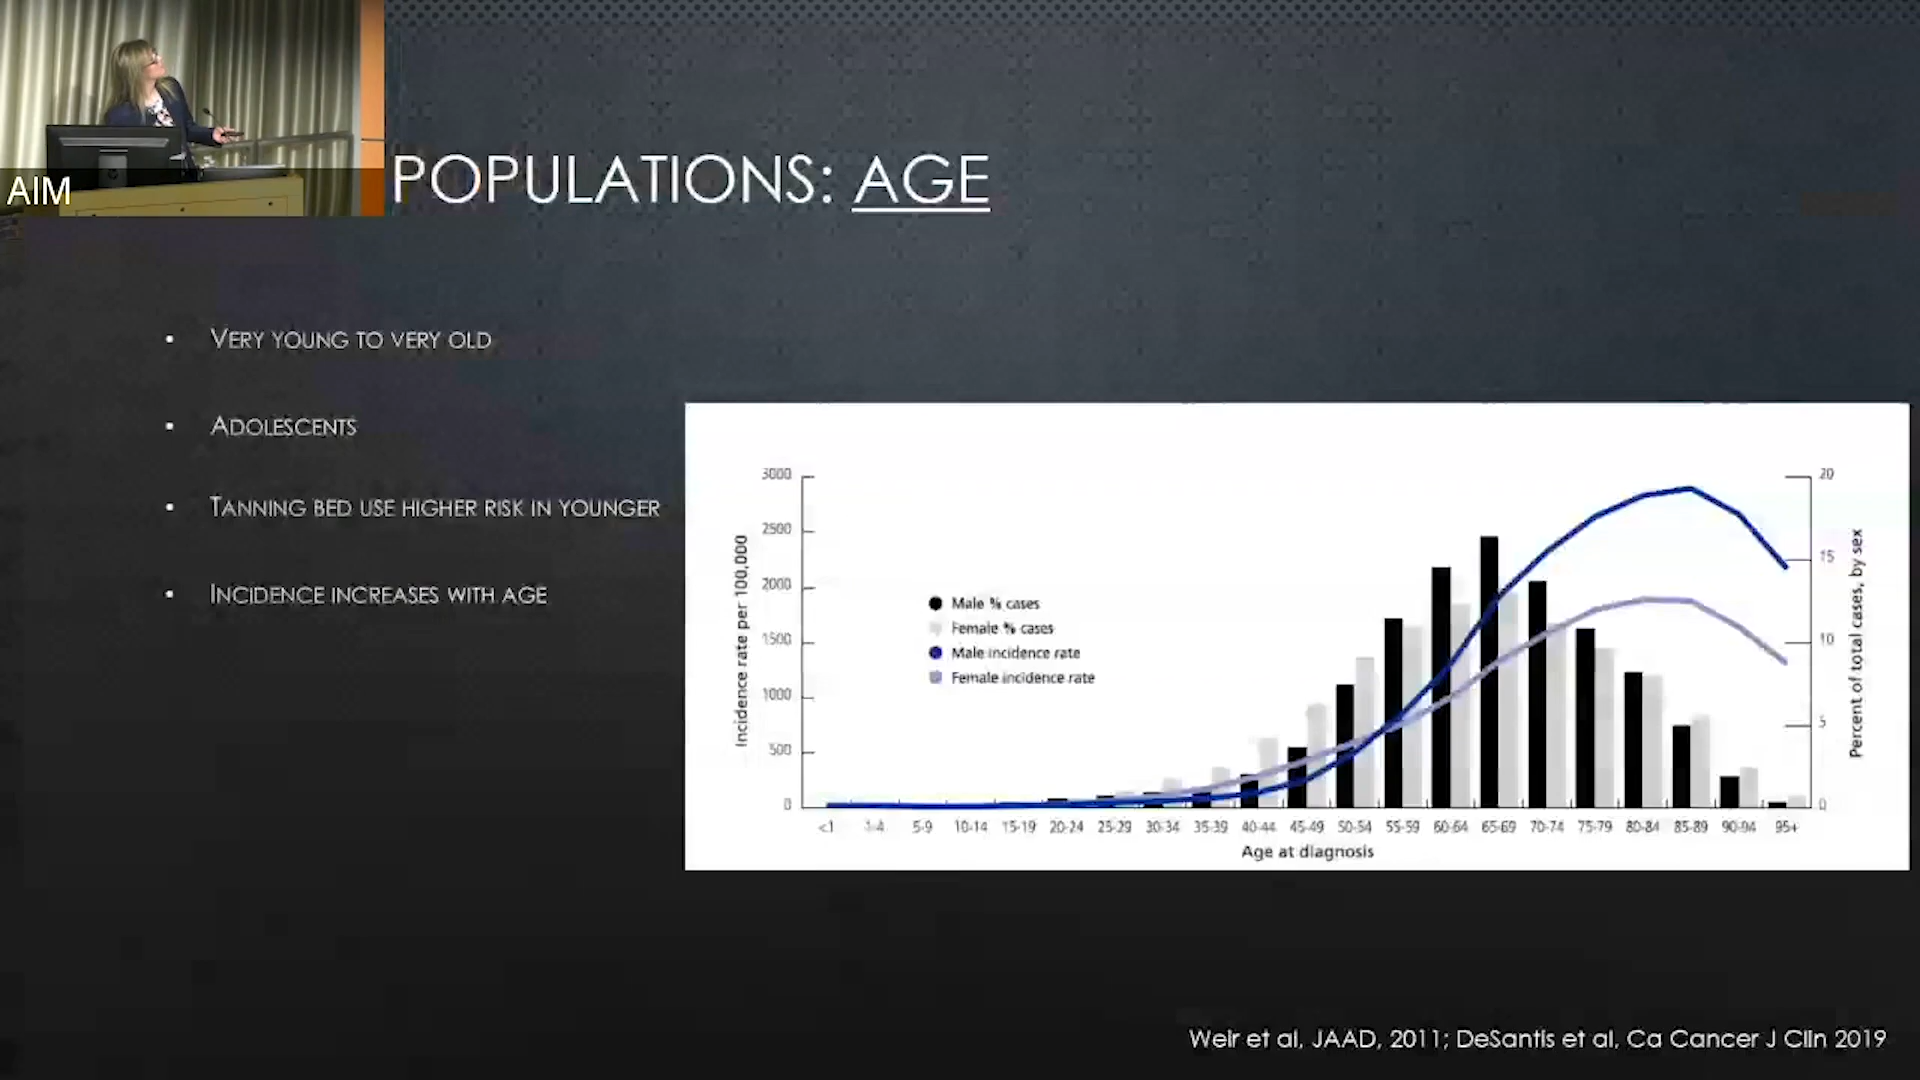 AIM
POPULATIONS: AGE
• VERY YOUNG TO VERY OLD
• ADOLESCENTS
• TANNING BED USE HIGHER RISK IN YOUNGER
• INCIDENCE INCREASES WITH AGE
Incidence rate per 100,000
3000
2500
2000
1500
1000
500
0
Male % cases
Female % cases
Male incidence rate
Female incidence rate
20
15
10
5
0
Percent of total cases, by sex
<1 1-4 5-9 10-14 15-19 20-24 25-29 30-34 35-39 40-44 45-49 50-54 55-59 60-64 65-69 70-74 75-79 80-84 85-89 90-94 95+
Age at diagnosis
Weir et al, JAAD, 2011; DeSantis et al, Ca Cancer J Clin 2019